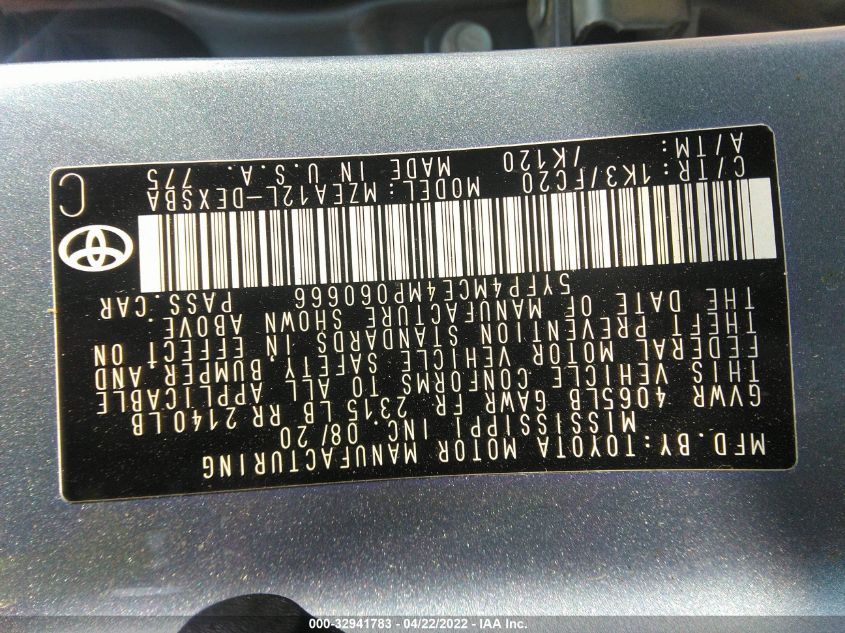 MFD.BY:TOYOTA MOTOR MANUFACTURING
MISSISSIPPI INC. 08/20
GVWR 4065LB GAWR FR 2315LB RR 2140LB
THIS VEHICLE CONFORMS TO ALL APPLICABLE
FEDERAL MOTOR VEHICLE SAFETY, BUMPER, AND
THEFT PREVENTION STANDARDS IN EFFECT ON
THE DATE OF MANUFACTURE SHOWN ABOVE.
5YFP4MCE4MP060666 PASS.CAR
C/TR:1K3/FC20 MODEL:MZEA12L-DEXSBA
A/TM: /K120 MADE IN U.S.A. 775
C
000-32941783 - 04/22/2022 - IAA Inc.